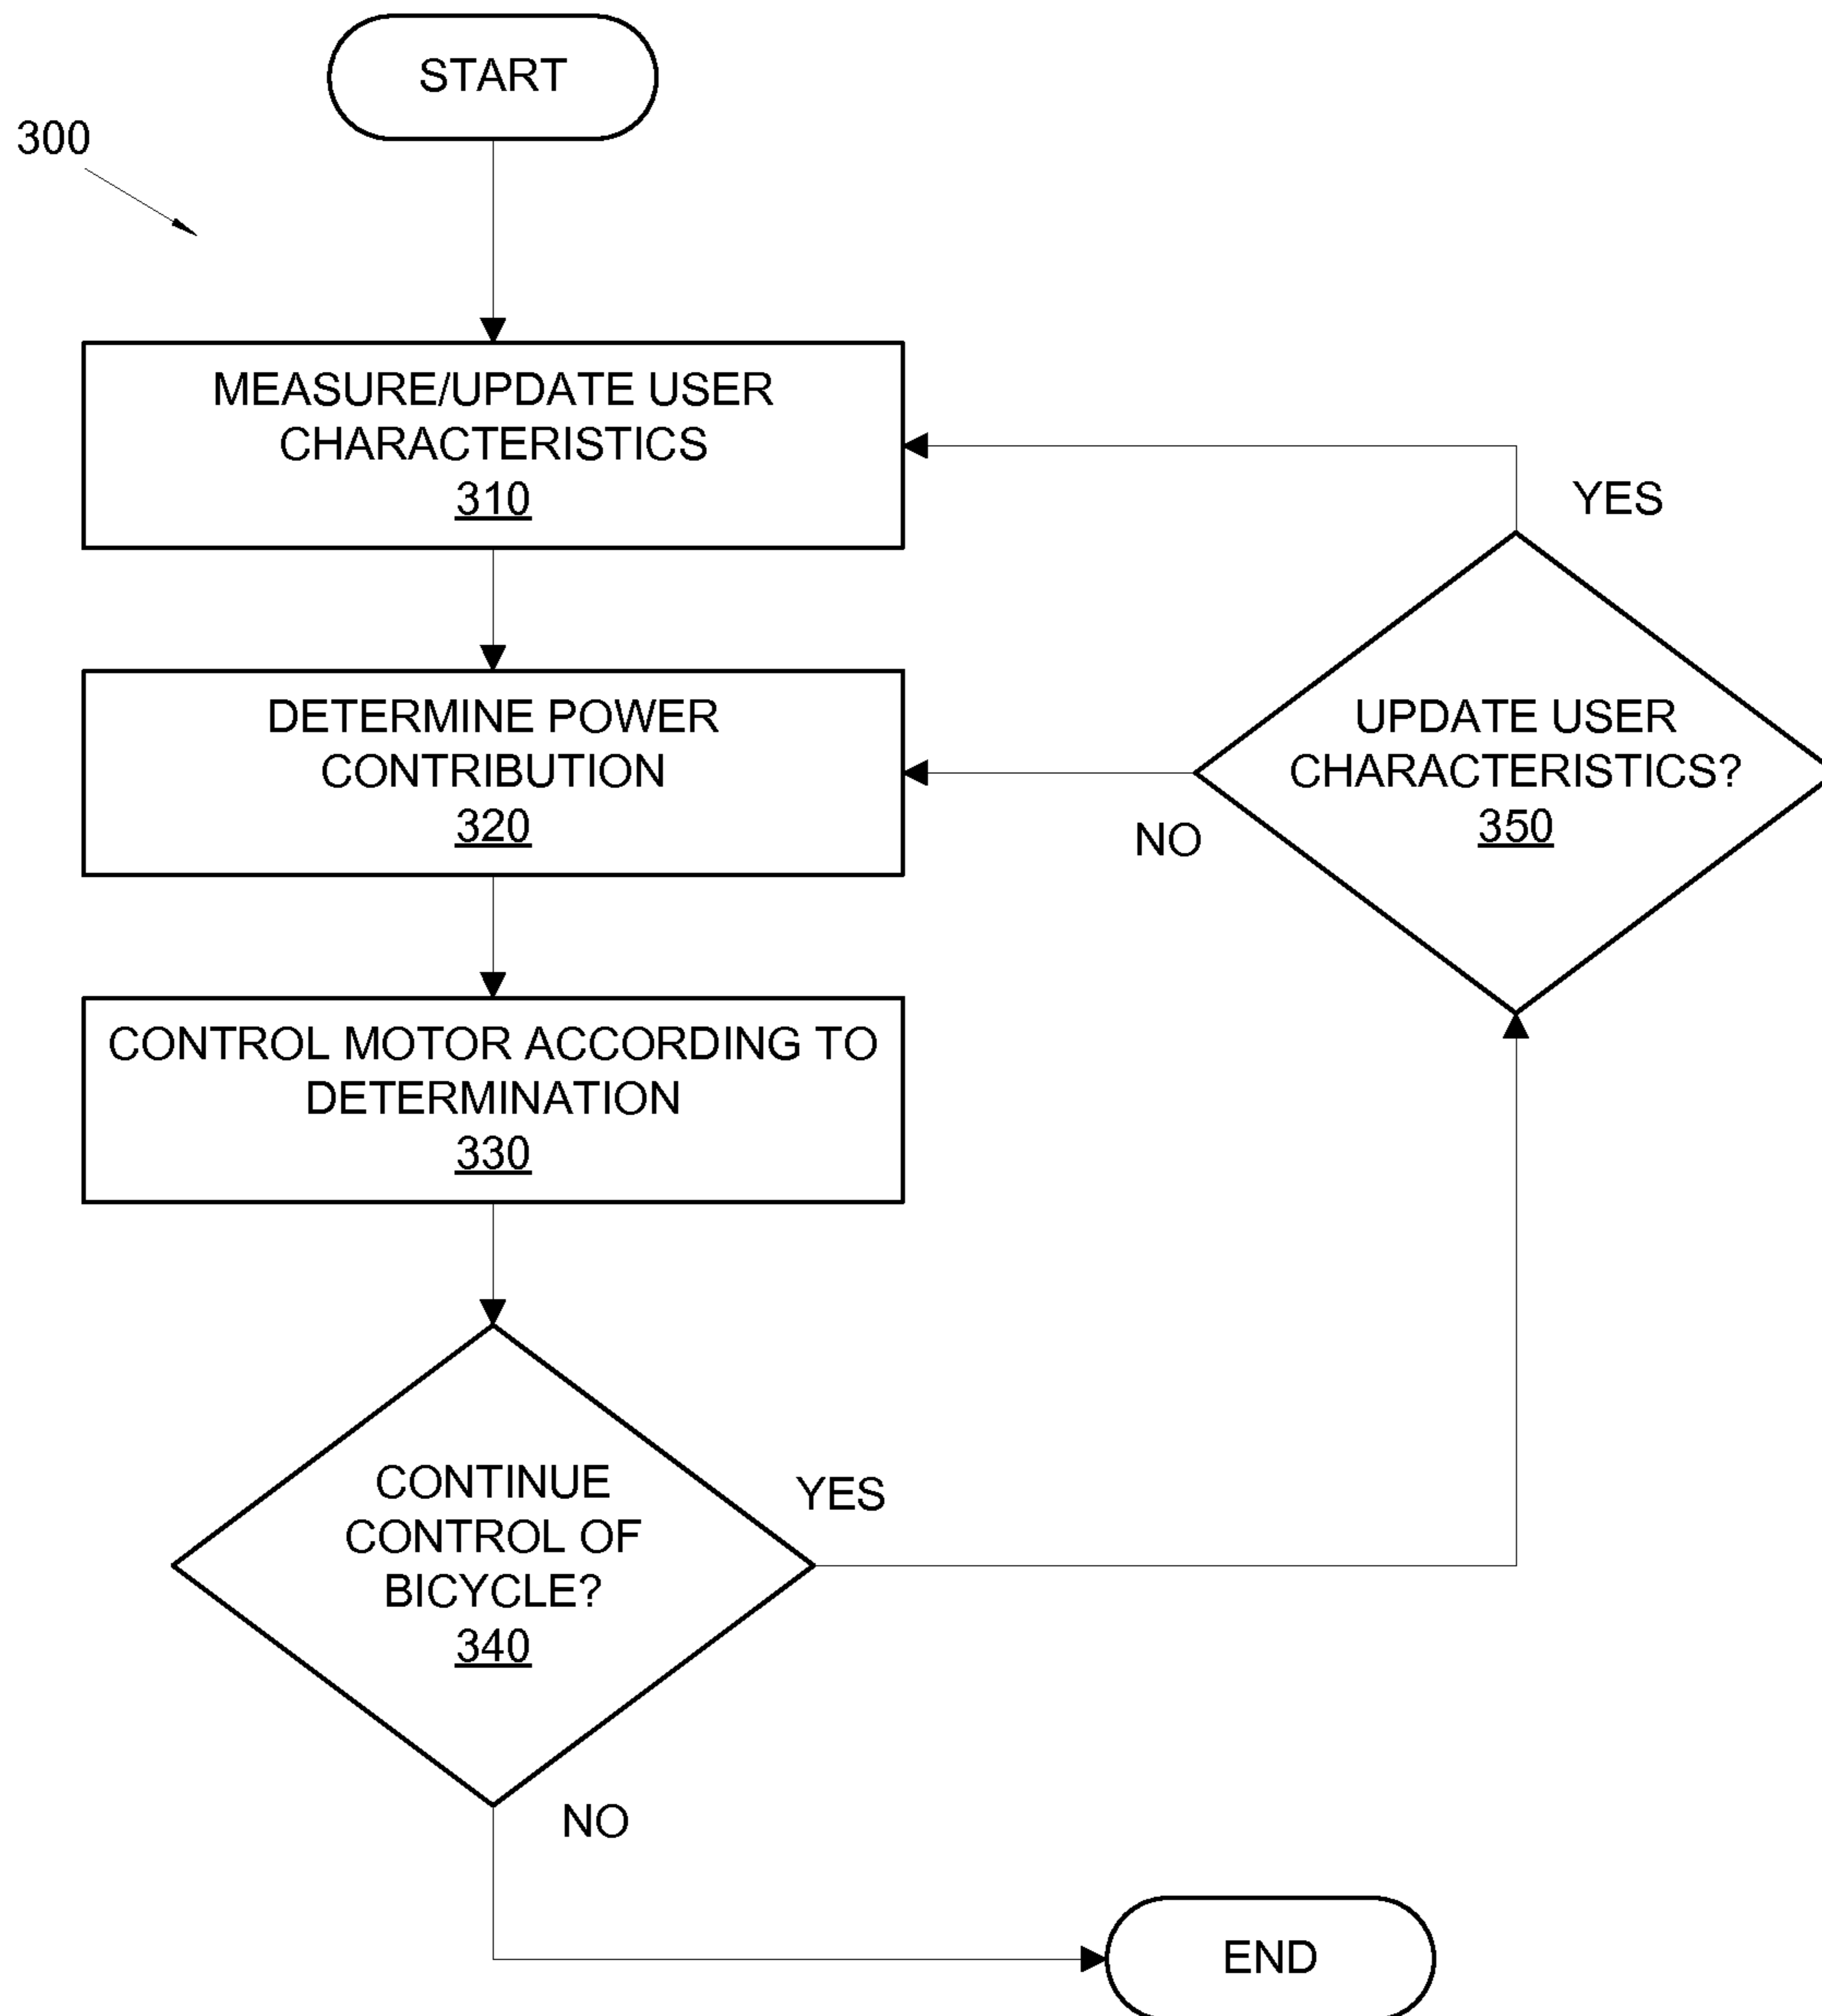 START
300
MEASURE/UPDATE USER
CHARACTERISTICS
310
YES
DETERMINE POWER
CONTRIBUTION
320
UPDATE USER
CHARACTERISTICS?
350
NO
CONTROL MOTOR ACCORDING TO
DETERMINATION
330
CONTINUE
CONTROL OF
BICYCLE?
340
YES
NO
END